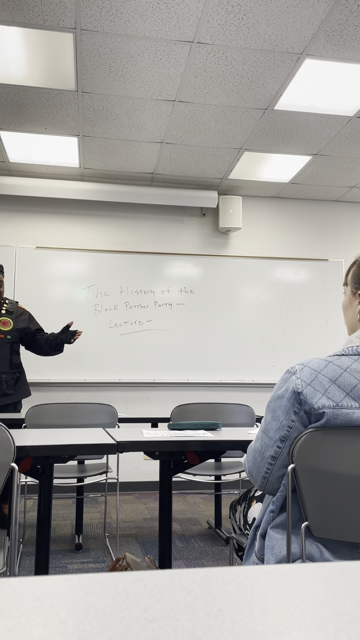 The History of the
Black Panther Party —
Lecture —